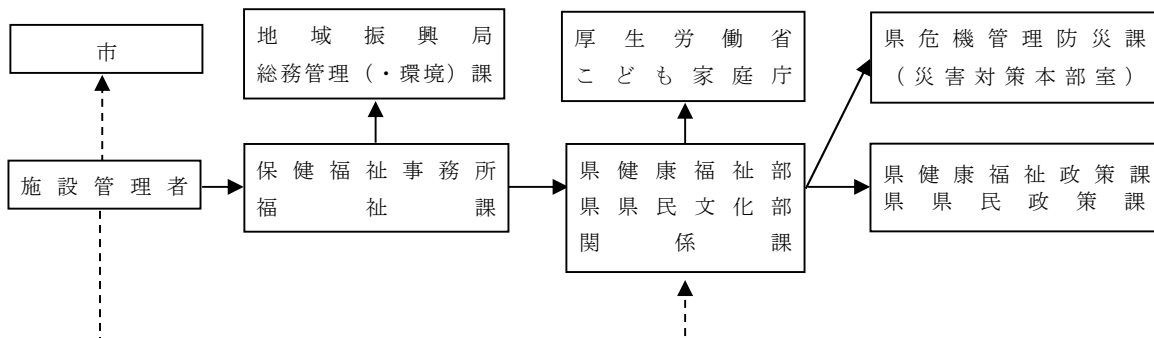 市
地域振興局
総務管理(・環境)課
厚生労働省
こども家庭庁
県危機管理防災課
(災害対策本部室)
施設管理者
保健福祉事務所
福祉課
県健康福祉部
県県民文化部
関係課
県健康福祉政策課
県県民政策課